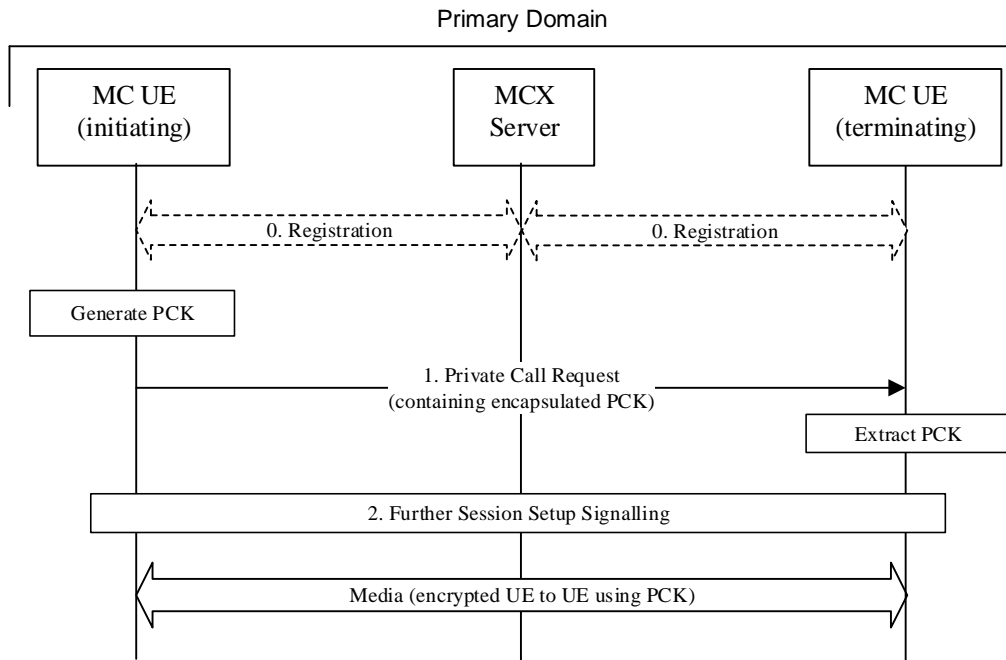 Primary Domain
MC UE
(initiating)
MCX
Server
MC UE
(terminating)
0. Registration
0. Registration
Generate PCK
1. Private Call Request
(containing encapsulated PCK)
Extract PCK
2. Further Session Setup Signalling
Media (encrypted UE to UE using PCK)